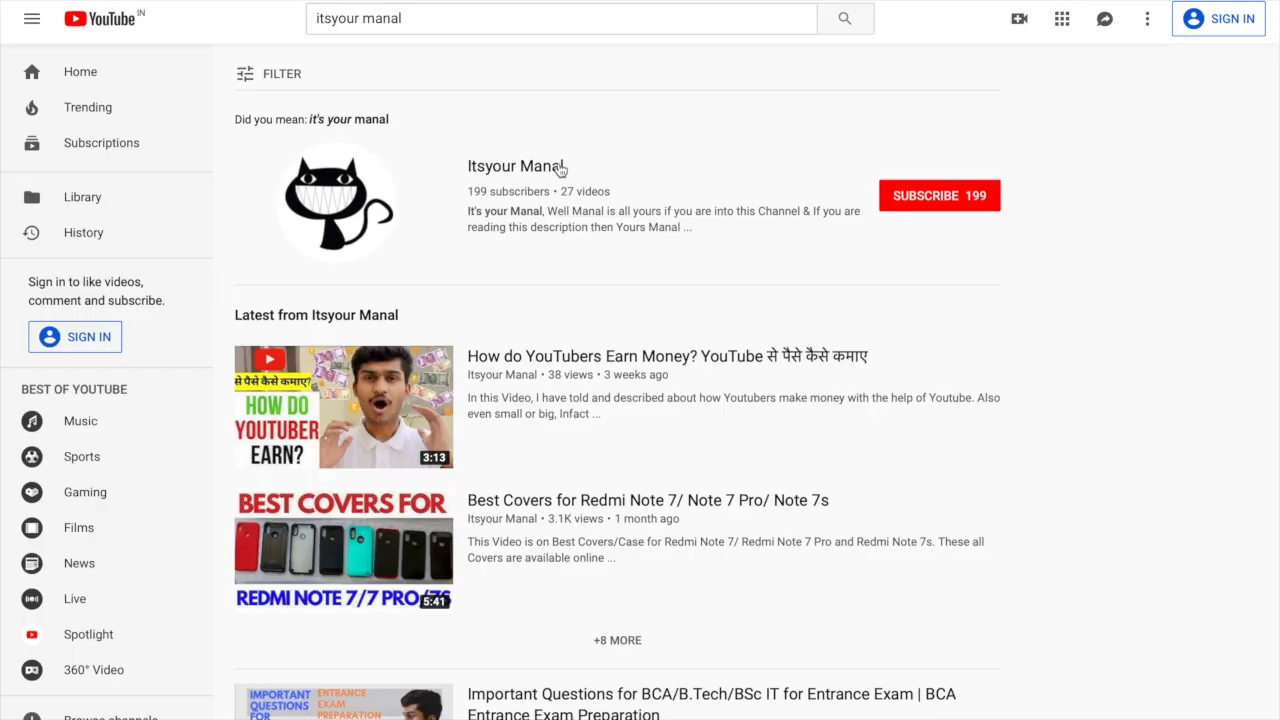 YouTube IN
itsyour manal
SIGN IN
Home
Trending
Subscriptions
Library
History
Sign in to like videos,
comment and subscribe.
SIGN IN
BEST OF YOUTUBE
Music
Sports
Gaming
Films
News
Live
Spotlight
360° Video
Browse channels
FILTER
Did you mean: it's your manal
Itsyour Manal
199 subscribers • 27 videos
It's your Manal, Well Manal is all yours if you are into this Channel & If you are
reading this description then Yours Manal ...
SUBSCRIBE 199
Latest from Itsyour Manal
से पैसे कैसे कमाए?
HOW DO
YOUTUBER
EARN?
3:13
How do YouTubers Earn Money? YouTube से पैसे कैसे कमाए
Itsyour Manal • 38 views • 3 weeks ago
In this Video, I have told and described about how Youtubers make money with the help of Youtube. Also
even small or big, Infact ...
BEST COVERS FOR
REDMI NOTE 7/7 PRO/7S
5:41
Best Covers for Redmi Note 7/ Note 7 Pro/ Note 7s
Itsyour Manal • 3.1K views • 1 month ago
This Video is on Best Covers/Case for Redmi Note 7/ Redmi Note 7 Pro and Redmi Note 7s. These all
Covers are available online ...
+8 MORE
IMPORTANT
QUESTIONS
FOR
ENTRANCE
EXAM
PREPARATION
Important Questions for BCA/B.Tech/BSc IT for Entrance Exam | BCA
Entrance Exam Preparation